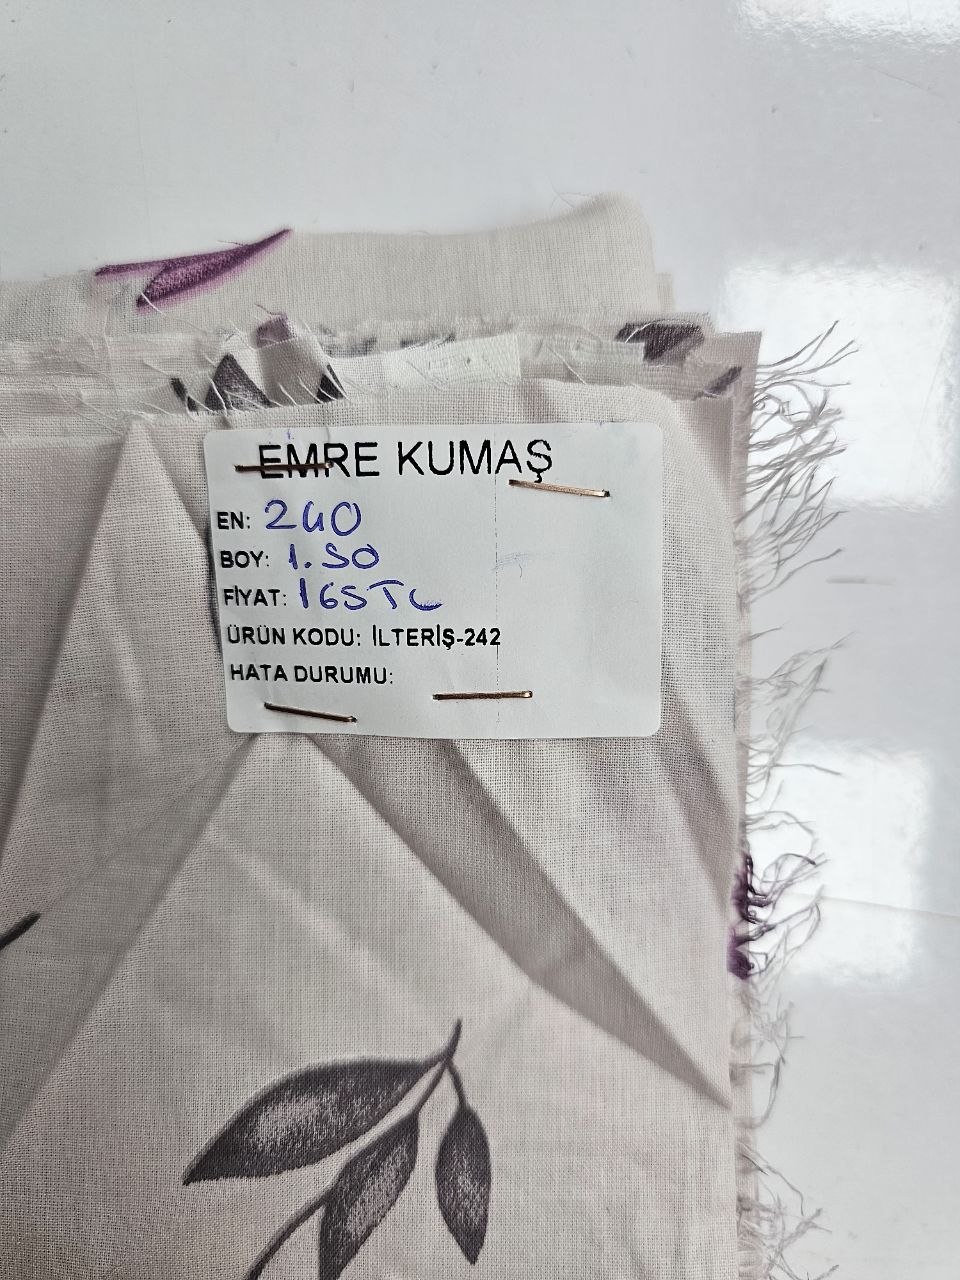 EMRE KUMAŞ
EN: 240
BOY: 1.50
FİYAT: 165TL
ÜRÜN KODU: İLTERİŞ-242
HATA DURUMU: